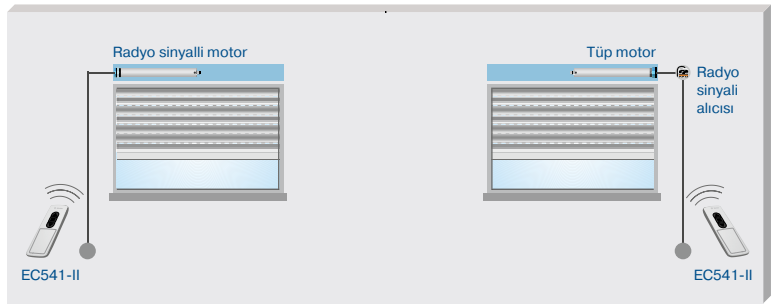 Radyo sinyalli motor
Tüp motor
Radyo
sinyali
alıcısı
EC541-II
EC541-II